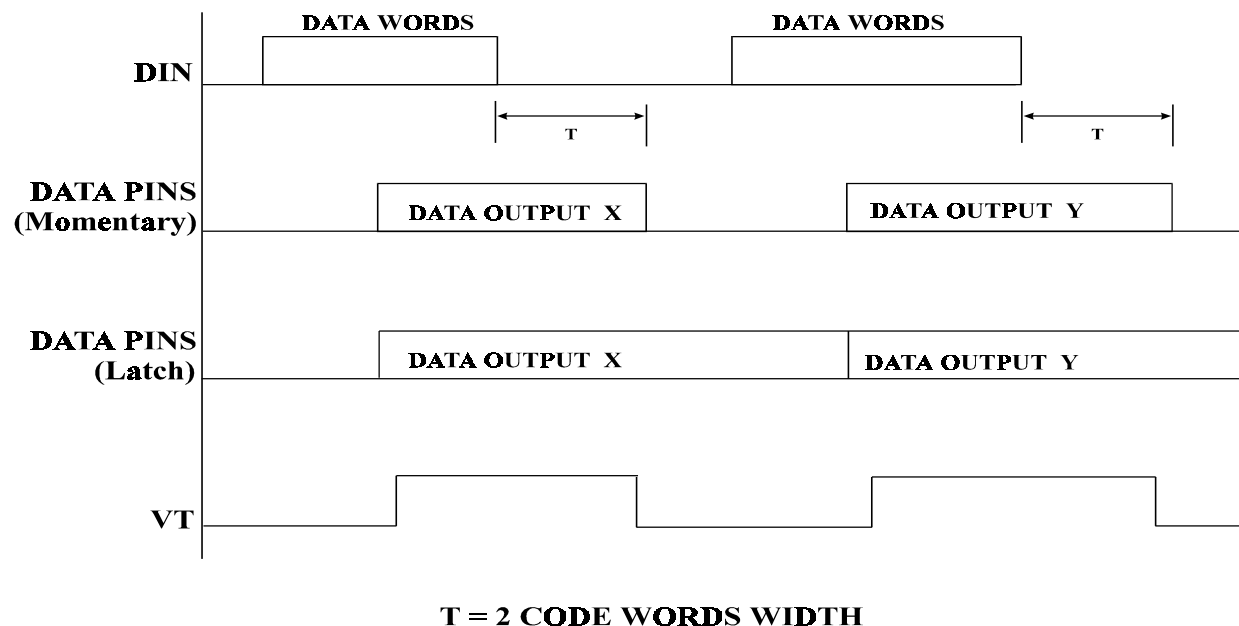 DATA WORDS
DATA WORDS
DIN
T
T
DATA PINS
(Momentary)
DATA OUTPUT X
DATA OUTPUT Y
DATA PINS
(Latch)
DATA OUTPUT X
DATA OUTPUT Y
VT
T = 2 CODE WORDS WIDTH